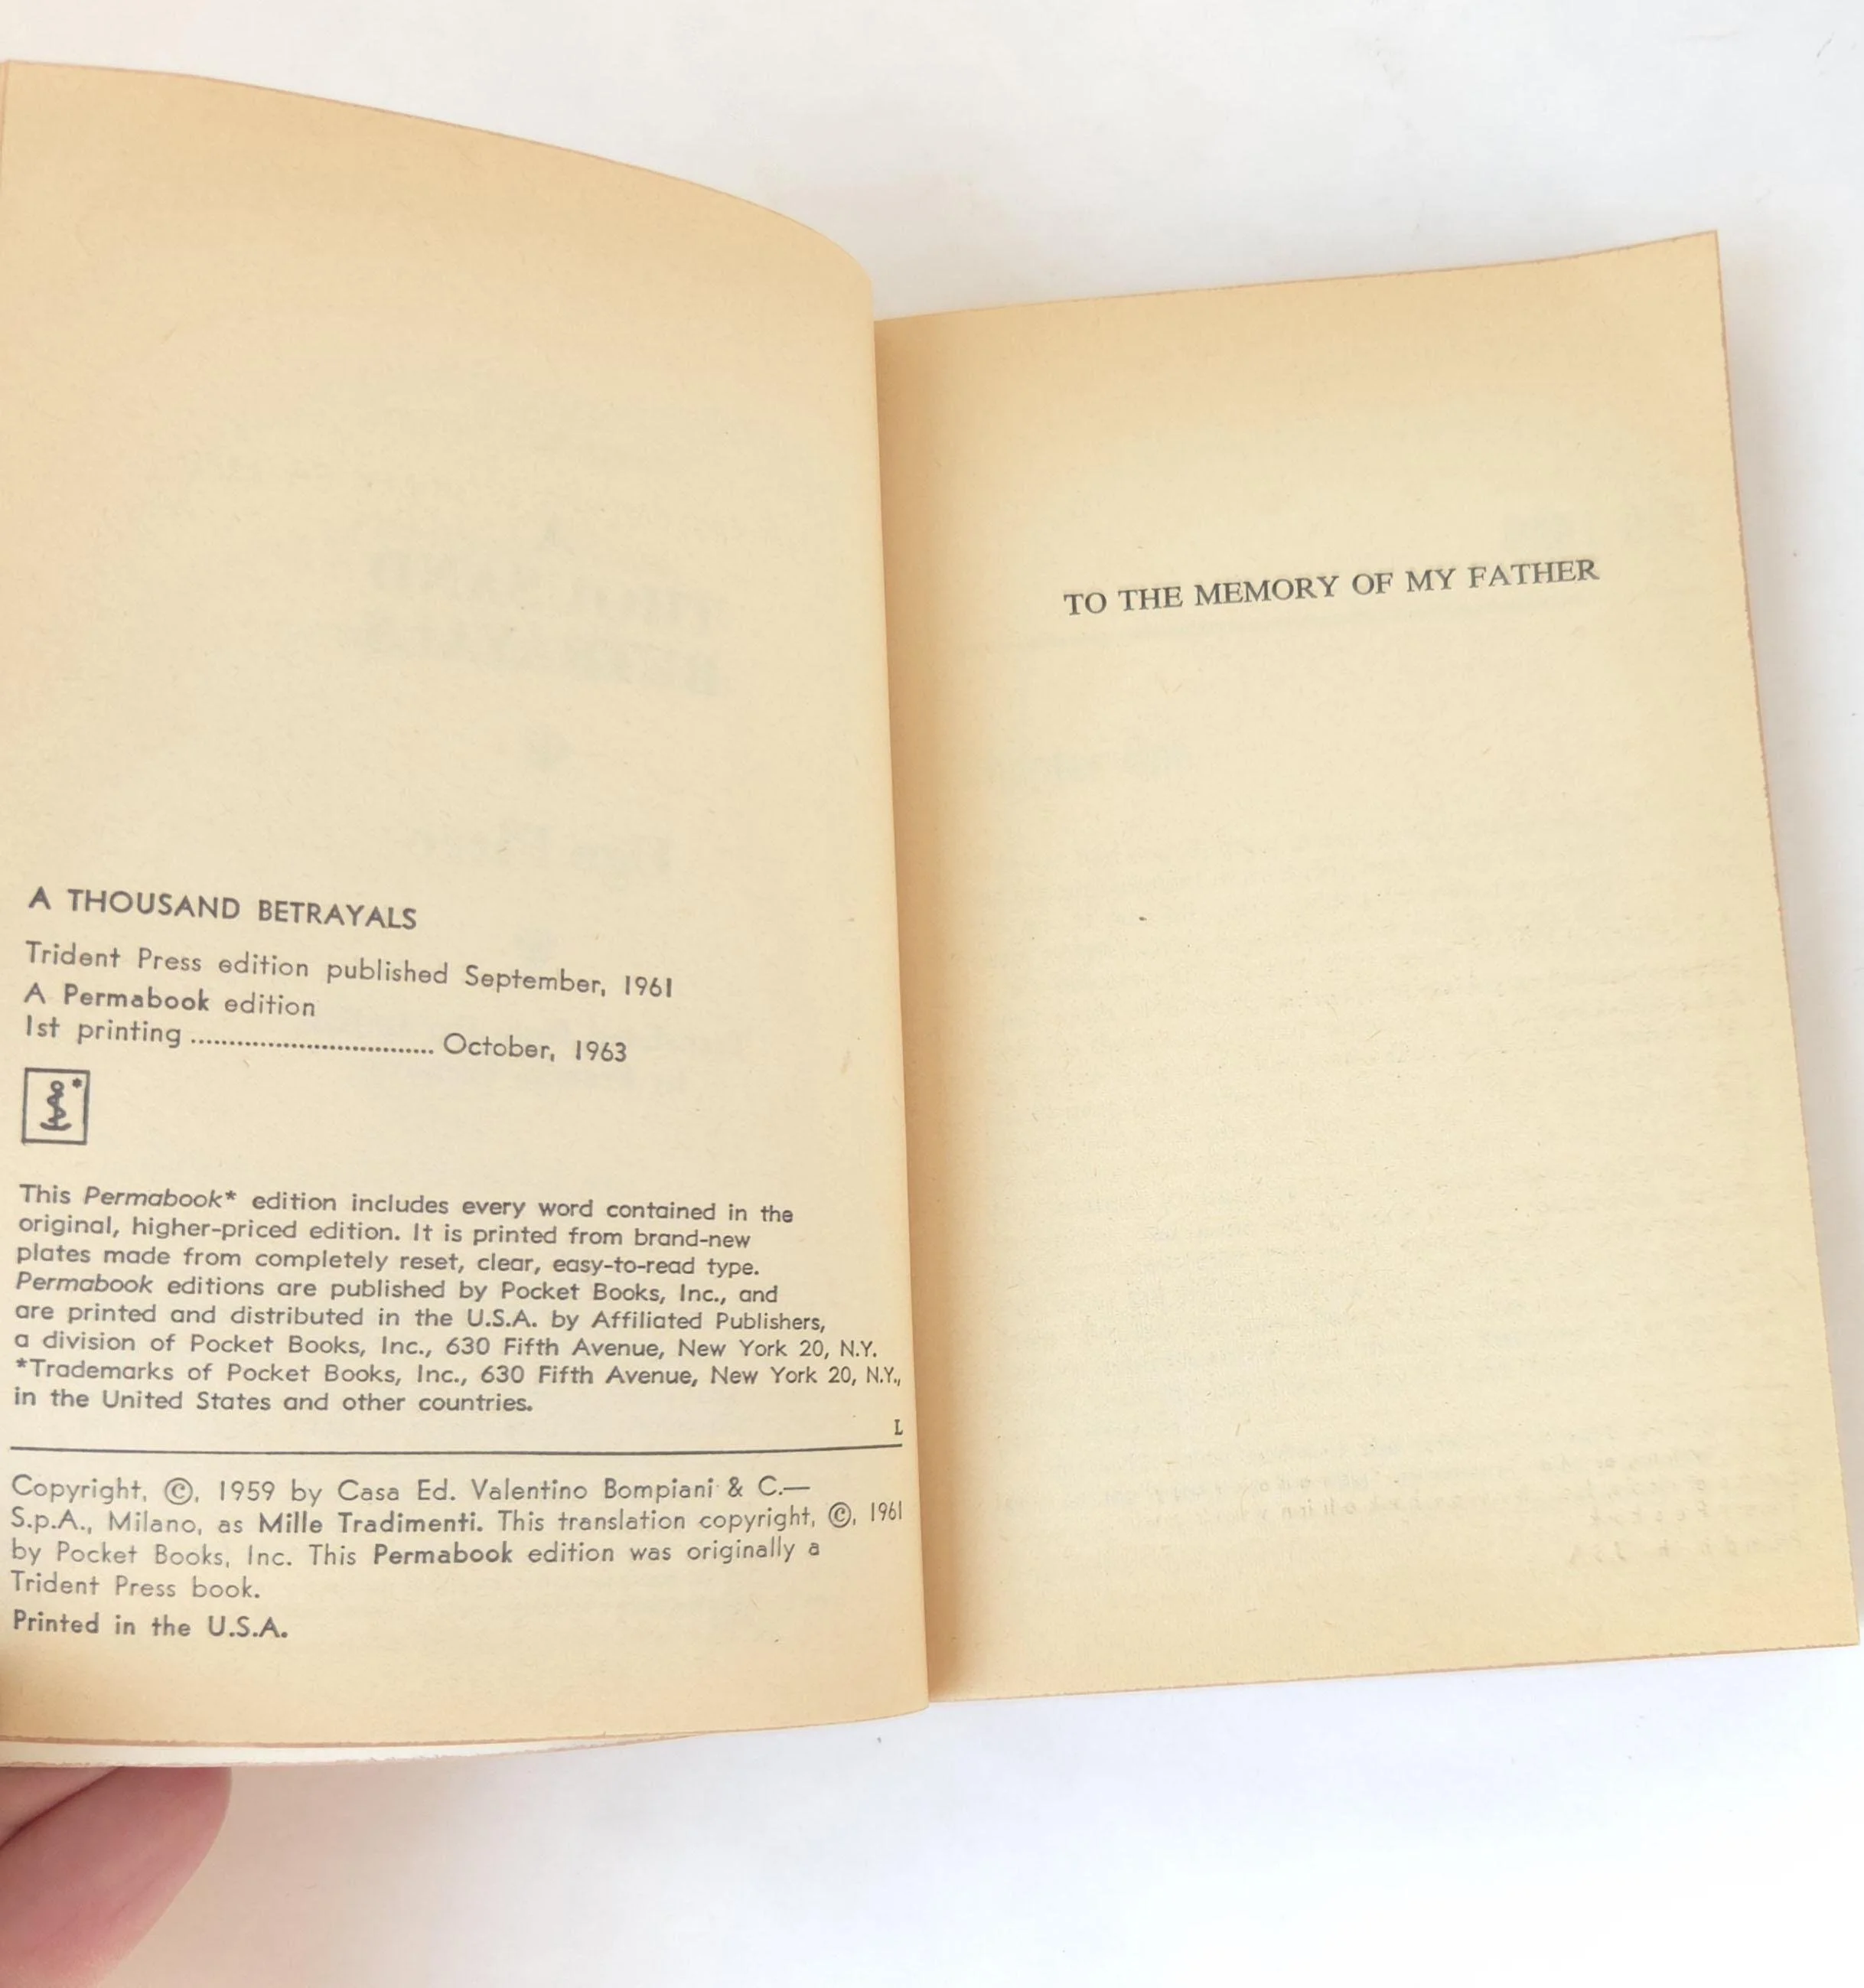 A THOUSAND BETRAYALS
Trident Press edition published September, 1961
A Permabook edition
1st printing ................................ October, 1963
This Permabook* edition includes every word contained in the
original, higher-priced edition. It is printed from brand-new
plates made from completely reset, clear, easy-to-read type.
Permabook editions are published by Pocket Books, Inc., and
are printed and distributed in the U.S.A. by Affiliated Publishers,
a division of Pocket Books, Inc., 630 Fifth Avenue, New York 20, N.Y.
*Trademarks of Pocket Books, Inc., 630 Fifth Avenue, New York 20, N.Y.,
in the United States and other countries.
L
Copyright, ©, 1959 by Casa Ed. Valentino Bompiani & C.—
S.p.A., Milano, as Mille Tradimenti. This translation copyright, ©, 1961
by Pocket Books, Inc. This Permabook edition was originally a
Trident Press book.
Printed in the U.S.A.
TO THE MEMORY OF MY FATHER